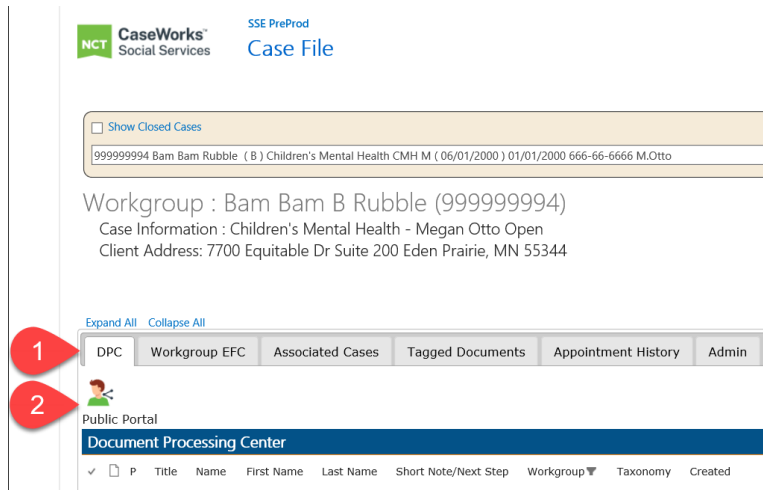 SSE PreProd
NCT CaseWorks™
Social Services
Case File
Show Closed Cases
999999994 Bam Bam Rubble ( B ) Children's Mental Health CMH M ( 06/01/2000 ) 01/01/2000 666-66-6666 M.Otto
Workgroup : Bam Bam B Rubble (999999994)
Case Information : Children's Mental Health - Megan Otto Open
Client Address: 7700 Equitable Dr Suite 200 Eden Prairie, MN 55344
Expand All Collapse All
1 DPC Workgroup EFC Associated Cases Tagged Documents Appointment History Admin
2
Public Portal
Document Processing Center
P Title Name First Name Last Name Short Note/Next Step Workgroup Taxonomy Created